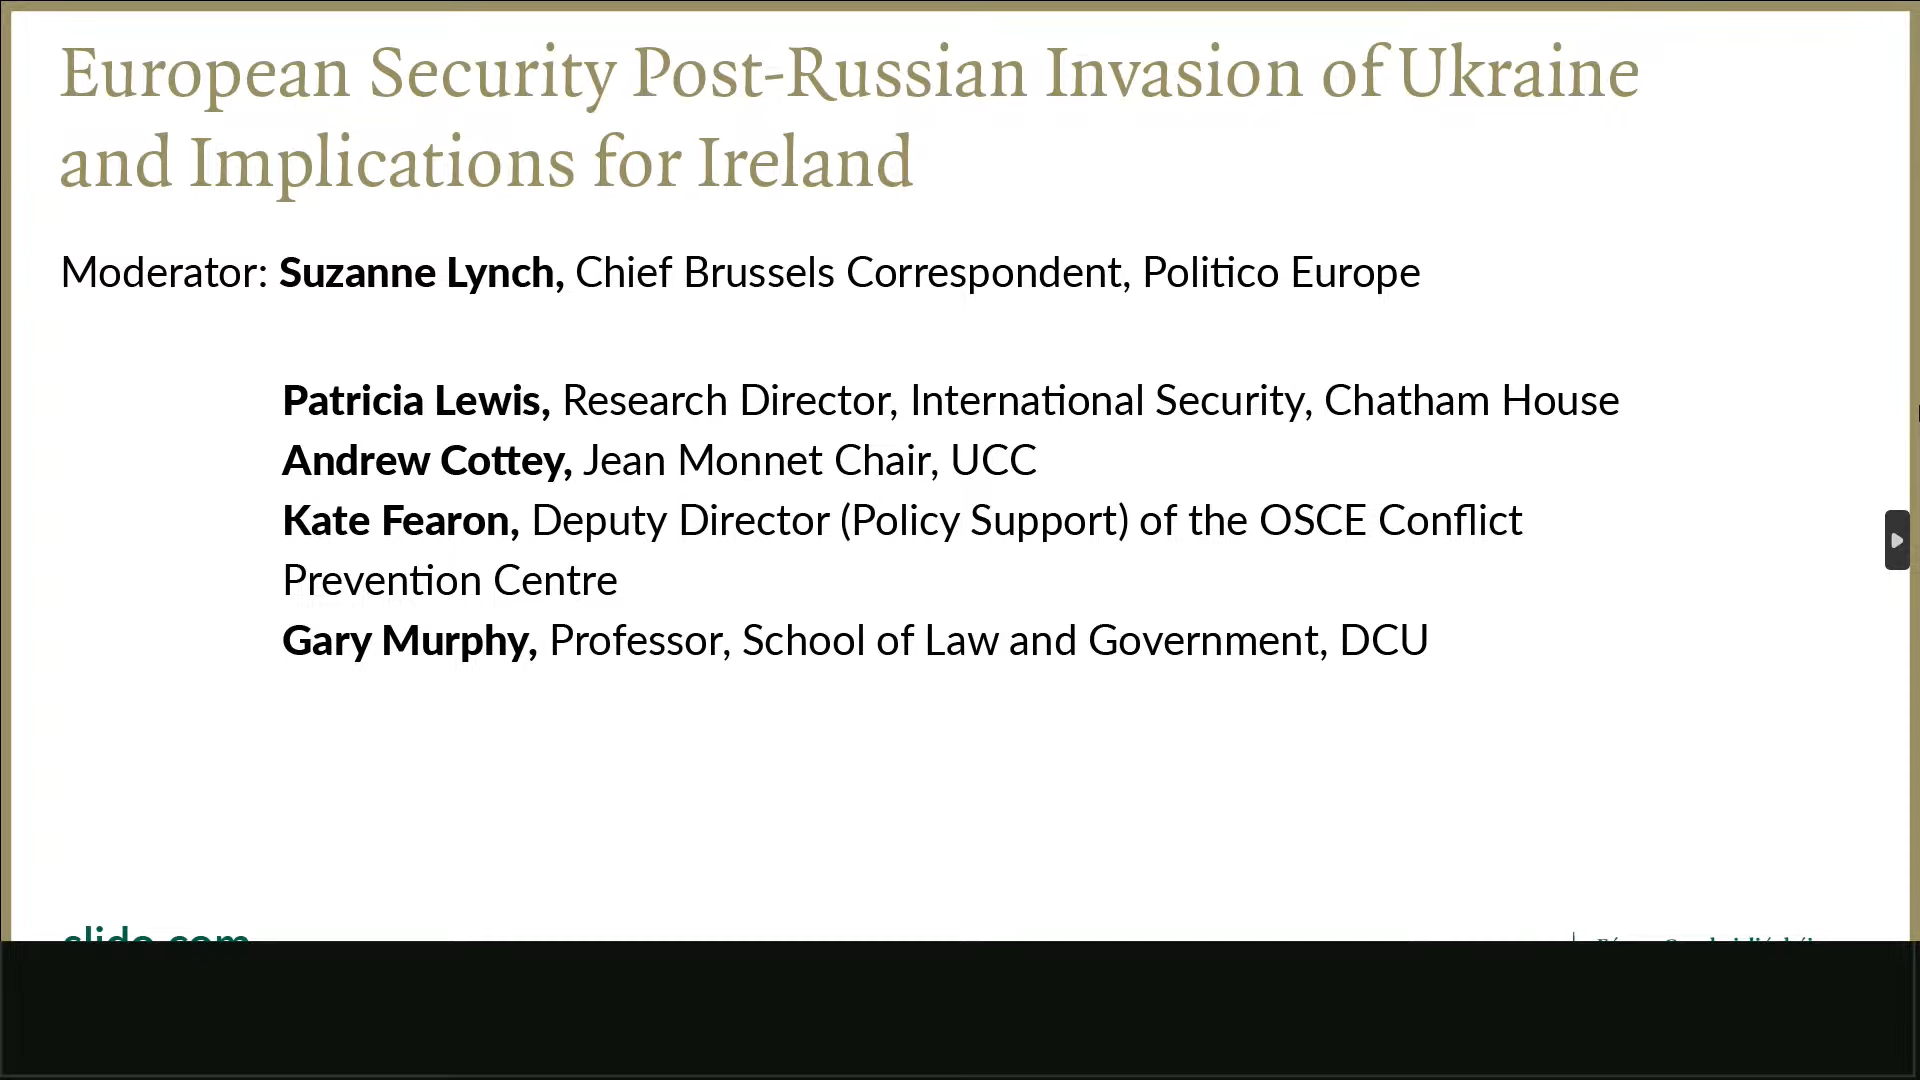 European Security Post-Russian Invasion of Ukraine
and Implications for Ireland
Moderator: Suzanne Lynch, Chief Brussels Correspondent, Politico Europe
Patricia Lewis, Research Director, International Security, Chatham House
Andrew Cottey, Jean Monnet Chair, UCC
Kate Fearon, Deputy Director (Policy Support) of the OSCE Conflict
Prevention Centre
Gary Murphy, Professor, School of Law and Government, DCU
slido.com